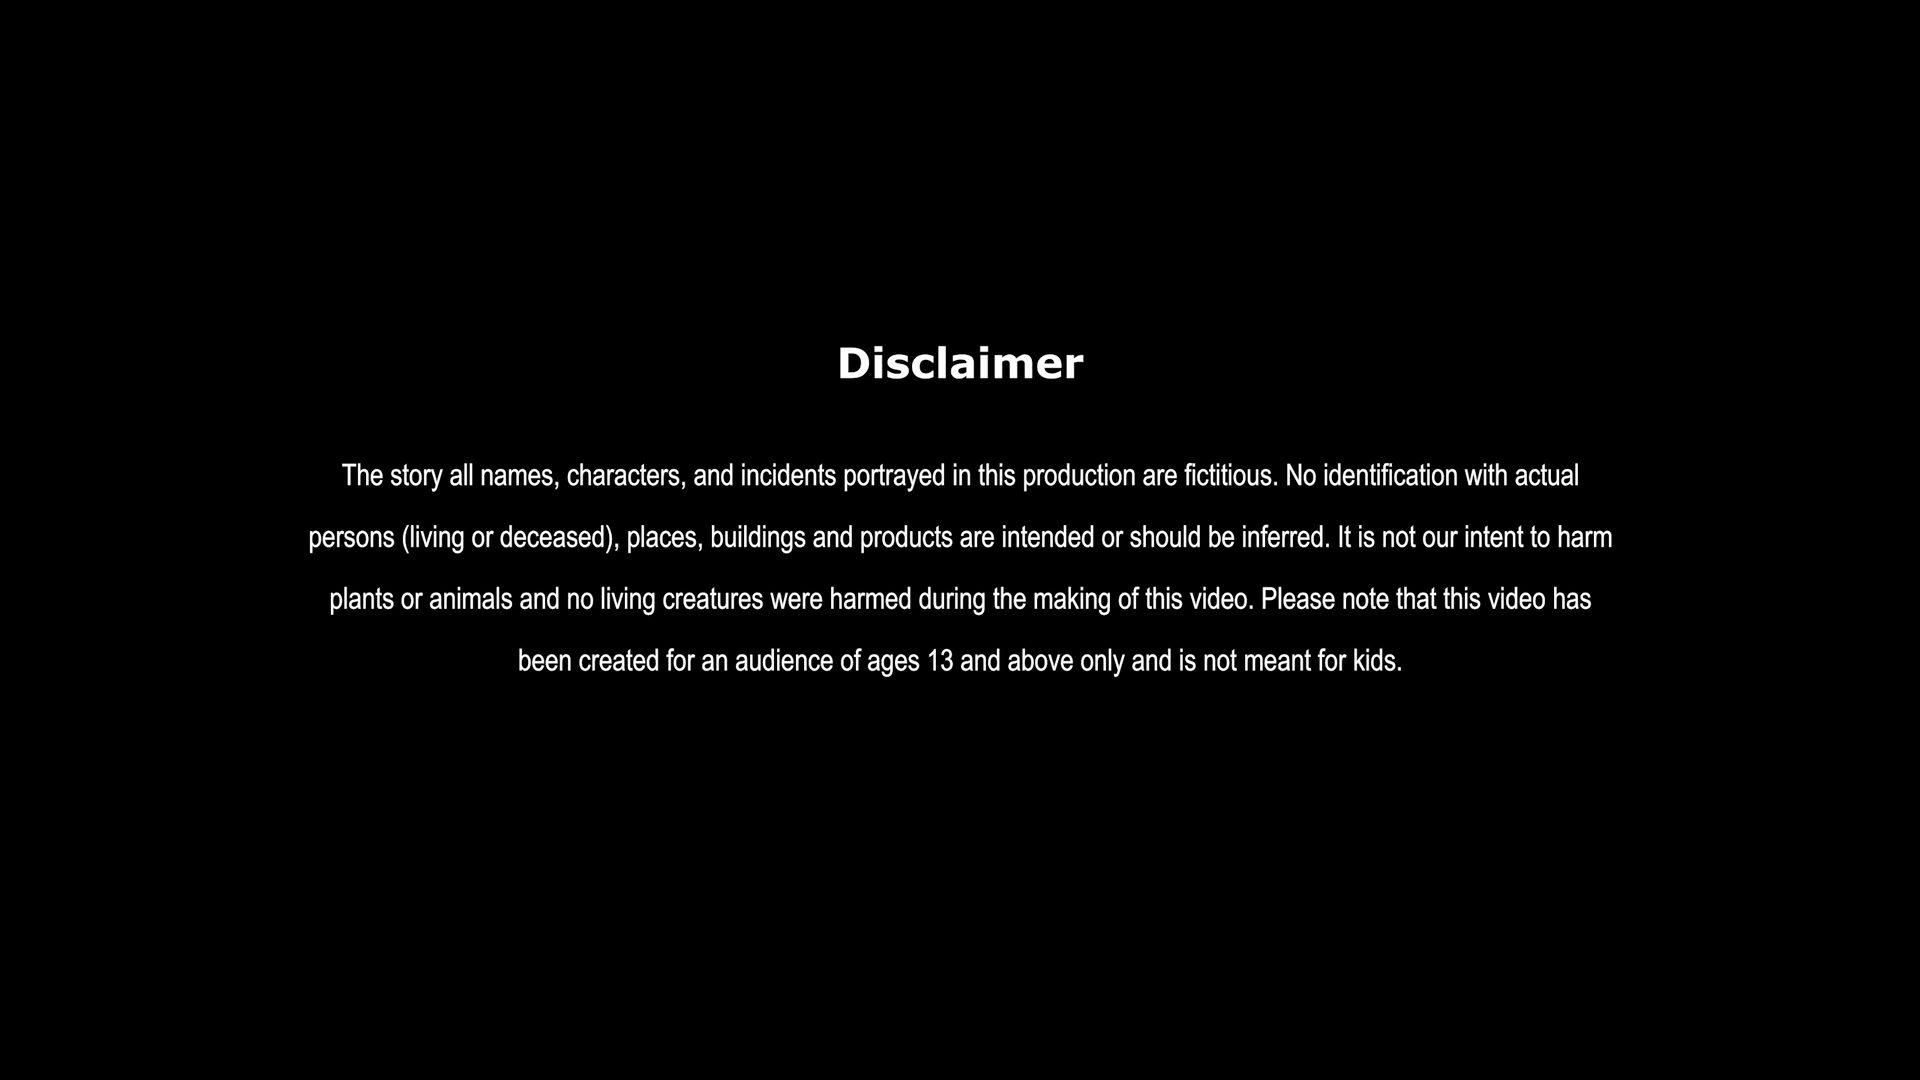 Disclaimer
The story all names, characters, and incidents portrayed in this production are fictitious. No identification with actual
persons (living or deceased), places, buildings and products are intended or should be inferred. It is not our intent to harm
plants or animals and no living creatures were harmed during the making of this video. Please note that this video has
been created for an audience of ages 13 and above only and is not meant for kids.